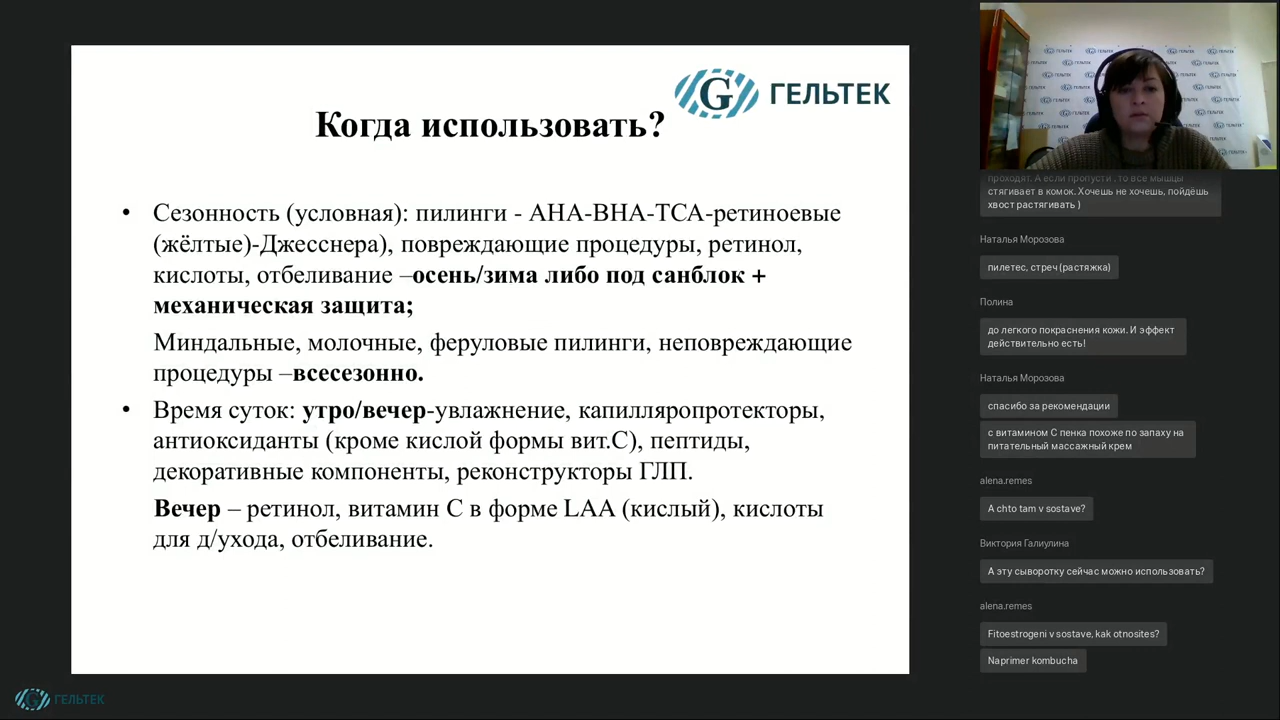 ГЕЛЬТЕК
Когда использовать?
• Сезонность (условная): пилинги - AHA-BHA-TCA-ретиноевые
(жёлтые)-Джесснера), повреждающие процедуры, ретинол,
кислоты, отбеливание –осень/зима либо под санблок +
механическая защита;
Миндальные, молочные, феруловые пилинги, неповреждающие
процедуры –всесезонно.
• Время суток: утро/вечер-увлажнение, капилляропротекторы,
антиоксиданты (кроме кислой формы вит.С), пептиды,
декоративные компоненты, реконструкторы ГЛП.
Вечер – ретинол, витамин С в форме LAA (кислый), кислоты
для д/ухода, отбеливание.
ГЕЛЬТЕК
проходят. А если пропусти , то все мышцы
стягивает в комок. Хочешь не хочешь, пойдёшь
хвост растягивать )
Наталья Морозова
пилетес, стреч (растяжка)
Полина
до легкого покраснения кожи. И эффект
действительно есть!
Наталья Морозова
спасибо за рекомендации
с витамином С пенка похоже по запаху на
питательный массажный крем
alena.remes
A chto tam v sostave?
Виктория Галиулина
А эту сыворотку сейчас можно использовать?
alena.remes
Fitoestrogeni v sostave, kak otnosites?
Naprimer kombucha